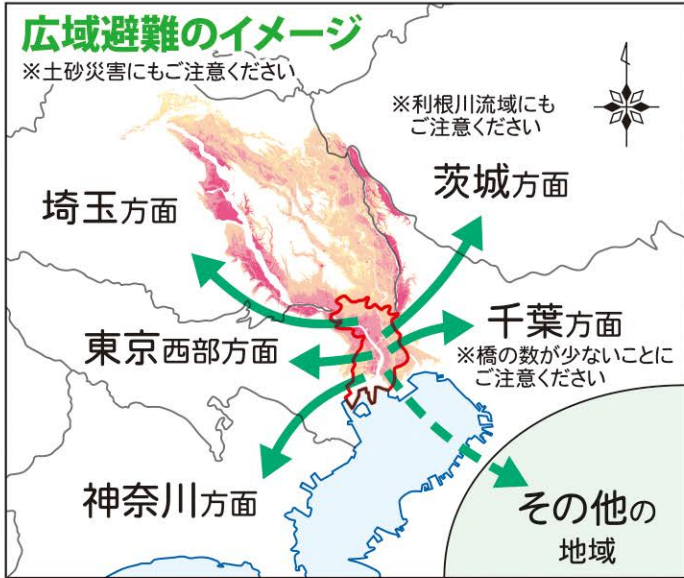 広域避難のイメージ
※土砂災害にもご注意ください
※利根川流域にも
ご注意ください
茨城方面
埼玉方面
千葉方面
※橋の数が少ないことに
ご注意ください
東京西部方面
神奈川方面
その他の
地域